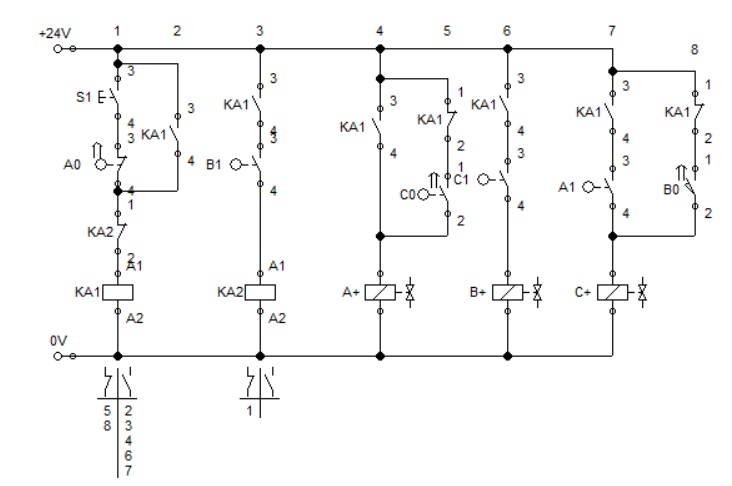 1 2 3 4 5 6 7 8
+24V
3 3 3 1 3 3 1
S1 KA1 KA1 KA1 KA1 KA1
4 3 KA1 4 4 2 4 4 2
3 KA1 3 4 1 3 3 1
A0 4 B1 C0 C1 A1 B0
4 4 2 4 4 2
1
KA2
2
A1 A1
KA1 KA2 A+ B+ C+
A2 A2
0V
5 2 1
8 3
4
6
7